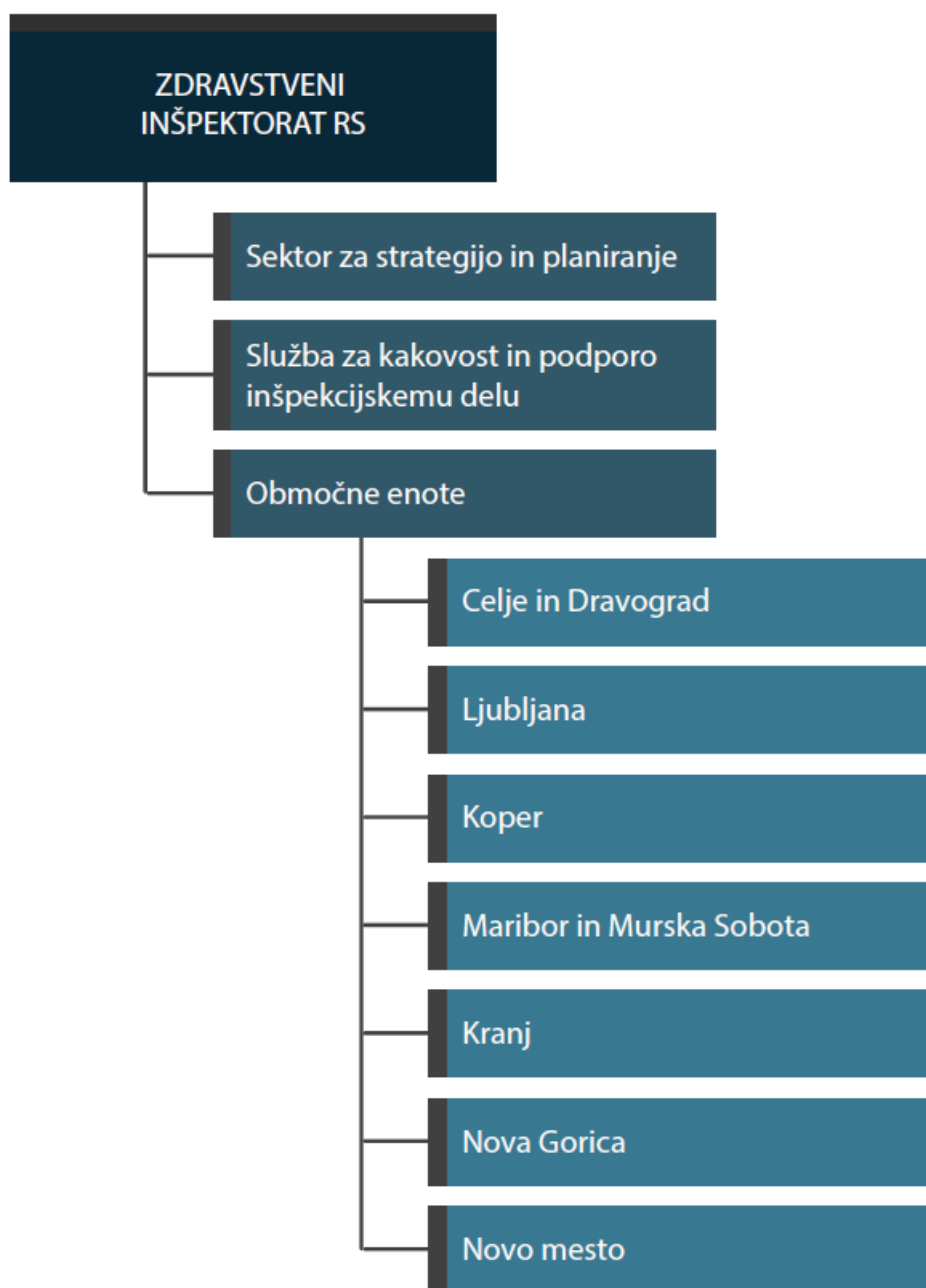 ZDRAVSTVENI
INŠPEKTORAT RS
Sektor za strategijo in planiranje
Služba za kakovost in podporo
inšpekcijskemu delu
Območne enote
Celje in Dravograd
Ljubljana
Koper
Maribor in Murska Sobota
Kranj
Nova Gorica
Novo mesto